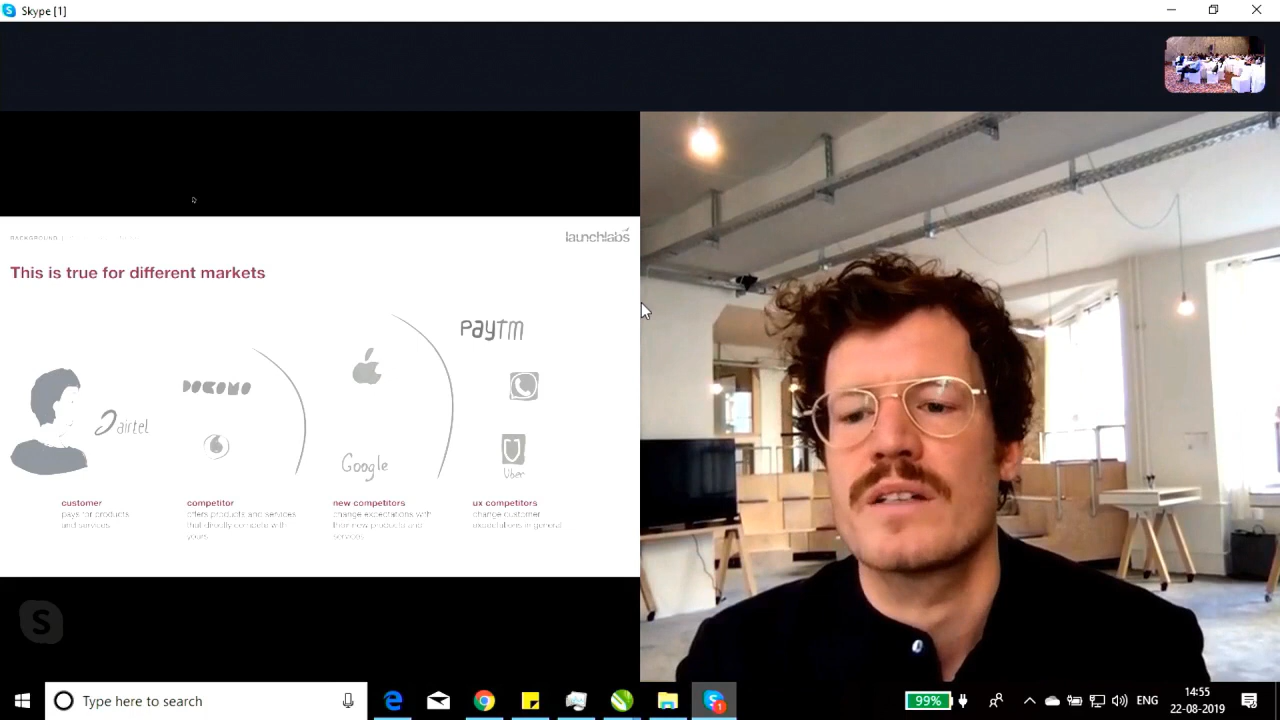 Skype [1]
BACKGROUND
launchlabs
This is true for different markets
PayTM
DOCOMO
airtel
Google
Uber
customer
pays for products
and services
competitor
offers products and services
that directly compete with
yours
new competitors
change expectations with
their new products and
services
ux competitors
change customer
expectations in general
S
Type here to search
99%
1
ENG
14:55
22-08-2019